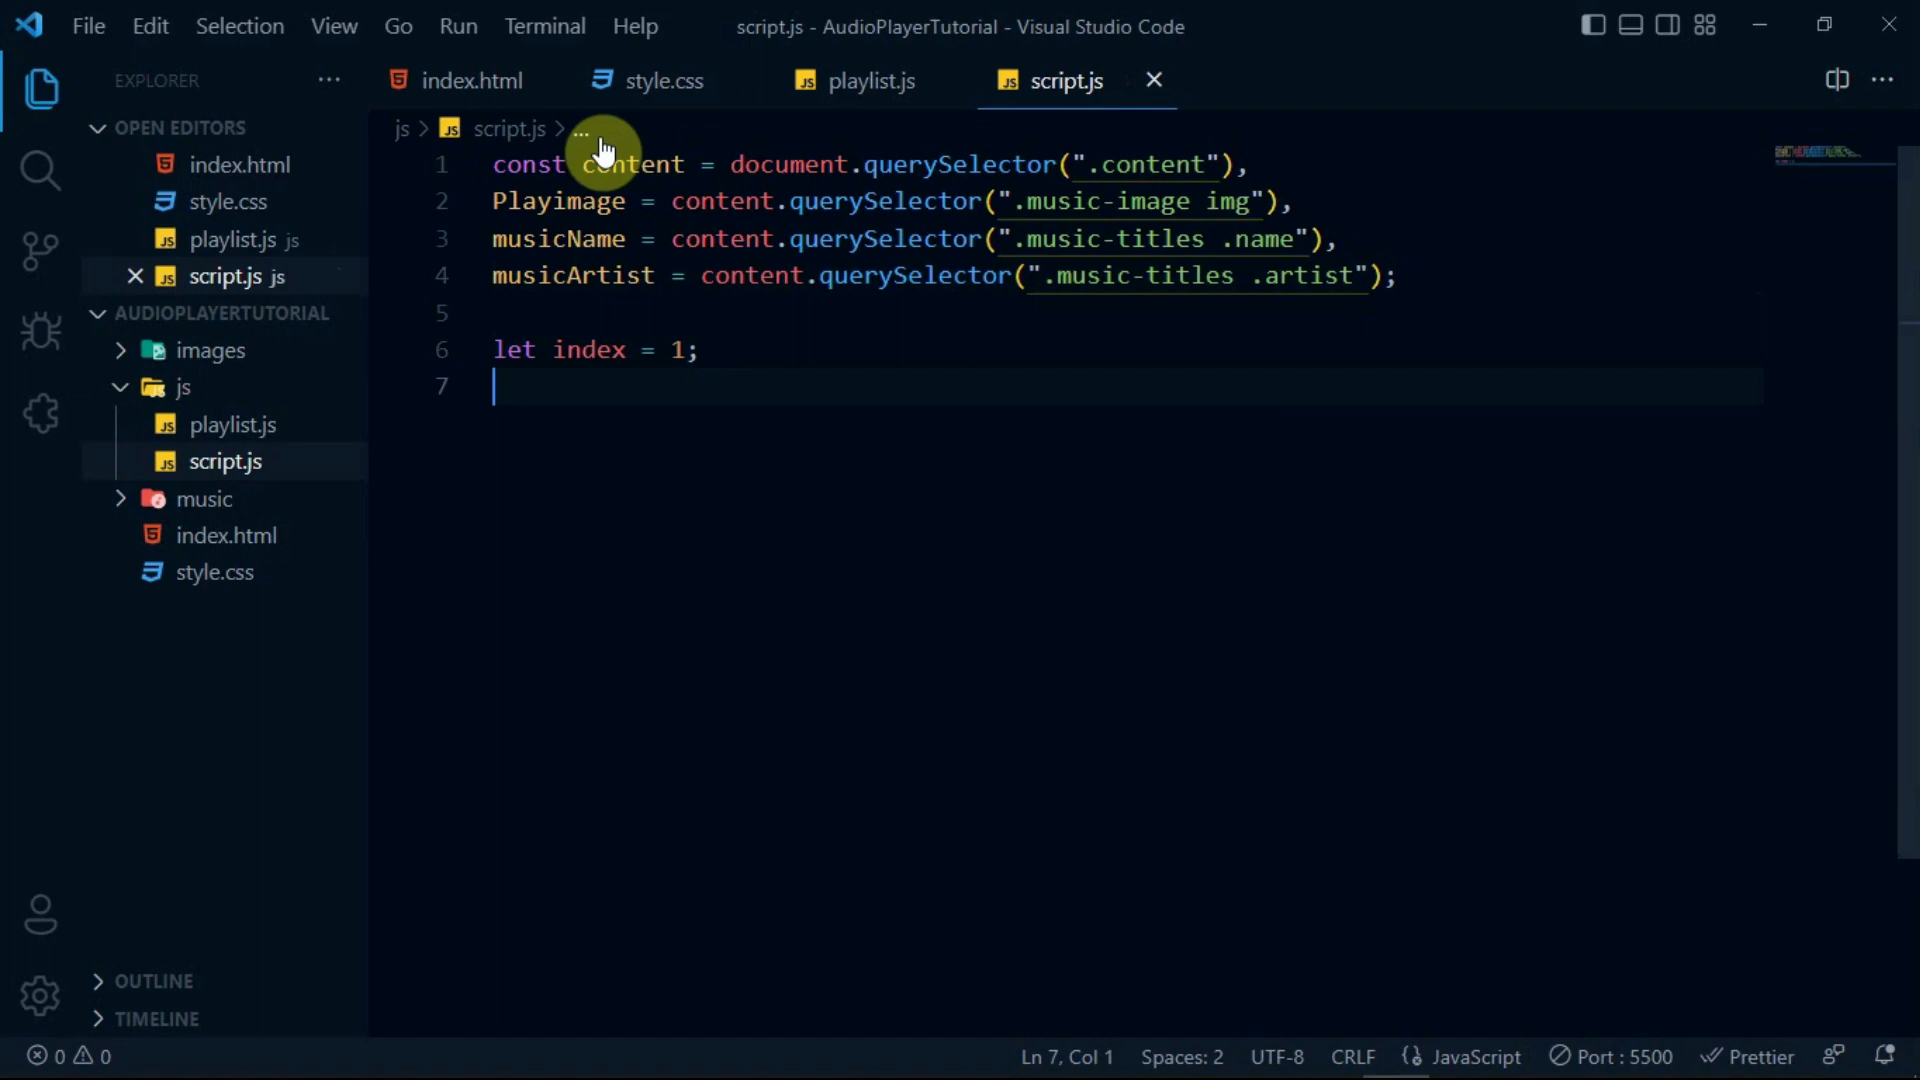 File Edit Selection View Go Run Terminal Help script.js - AudioPlayerTutorial - Visual Studio Code
EXPLORER ... index.html style.css playlist.js script.js
OPEN EDITORS
index.html
style.css
playlist.js js
script.js js
AUDIOPLAYERTUTORIAL
images
js
playlist.js
script.js
music
index.html
style.css
OUTLINE
TIMELINE
js > script.js > ...
1 const content = document.querySelector(".content"),
2 Playimage = content.querySelector(".music-image img"),
3 musicName = content.querySelector(".music-titles .name"),
4 musicArtist = content.querySelector(".music-titles .artist");
5
6 let index = 1;
7
0 0 Ln 7, Col 1 Spaces: 2 UTF-8 CRLF JavaScript Port : 5500 Prettier